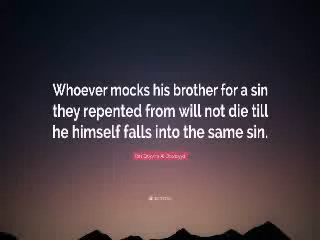 Whoever mocks his brother for a sin
they repented from will not die till
he himself falls into the same sin.